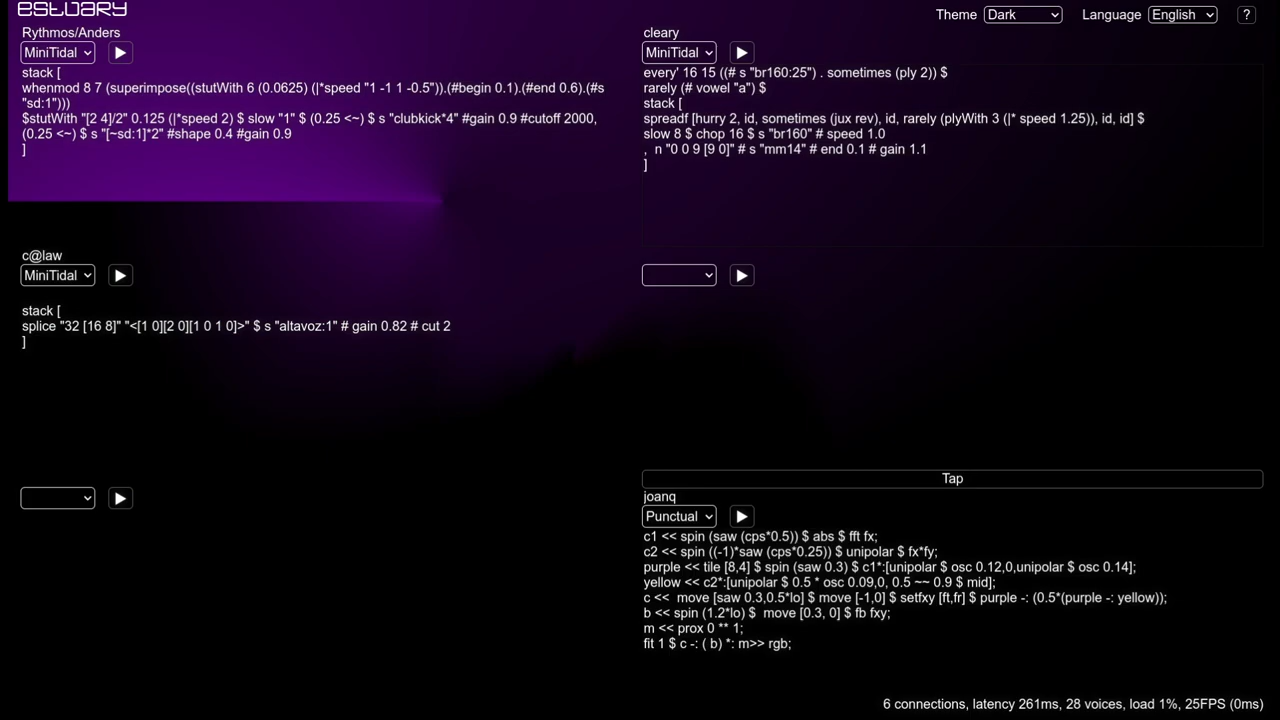 estuary
Theme Dark Language English ?
Rythmos/Anders
MiniTidal
stack [
whenmod 8 7 (superimpose((stutWith 6 (0.0625) (|*speed "1 -1 1 -0.5")).(#begin 0.1).(#end 0.6).(#s
"sd:1")))
$stutWith "[2 4]/2" 0.125 (|*speed 2) $ slow "1" $ (0.25 <~) $ s "clubkick*4" #gain 0.9 #cutoff 2000,
(0.25 <~) $ s "[~sd:1]*2" #shape 0.4 #gain 0.9
]
cleary
MiniTidal
every' 16 15 ((# s "br160:25") . sometimes (ply 2)) $
rarely (# vowel "a") $
stack [
spreadf [hurry 2, id, sometimes (jux rev), id, rarely (plyWith 3 (|* speed 1.25)), id, id] $
slow 8 $ chop 16 $ s "br160" # speed 1.0
, n "0 0 9 [9 0]" # s "mm14" # end 0.1 # gain 1.1
]
c@law
MiniTidal
stack [
splice "32 [16 8]" "<[1 0][2 0][1 0 1 0]>" $ s "altavoz:1" # gain 0.82 # cut 2
]
Tap
joanq
Punctual
c1 << spin (saw (cps*0.5)) $ abs $ fft fx;
c2 << spin ((-1)*saw (cps*0.25)) $ unipolar $ fx*fy;
purple << tile [8,4] $ spin (saw 0.3) $ c1*:[unipolar $ osc 0.12,0,unipolar $ osc 0.14];
yellow << c2*:[unipolar $ 0.5 * osc 0.09,0, 0.5 ~~ 0.9 $ mid];
c << move [saw 0.3,0.5*lo] $ move [-1,0] $ setfxy [ft,fr] $ purple -: (0.5*(purple -: yellow));
b << spin (1.2*lo) $ move [0.3, 0] $ fb fxy;
m << prox 0 ** 1;
fit 1 $ c -: ( b) *: m>> rgb;
6 connections, latency 261ms, 28 voices, load 1%, 25FPS (0ms)